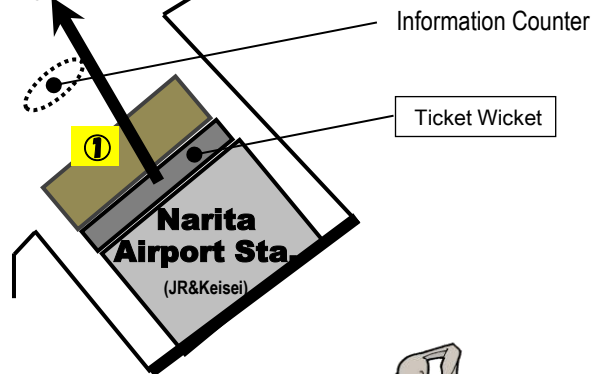 Information Counter
Ticket Wicket
①
Narita
Airport Sta.
(JR&Keisei)